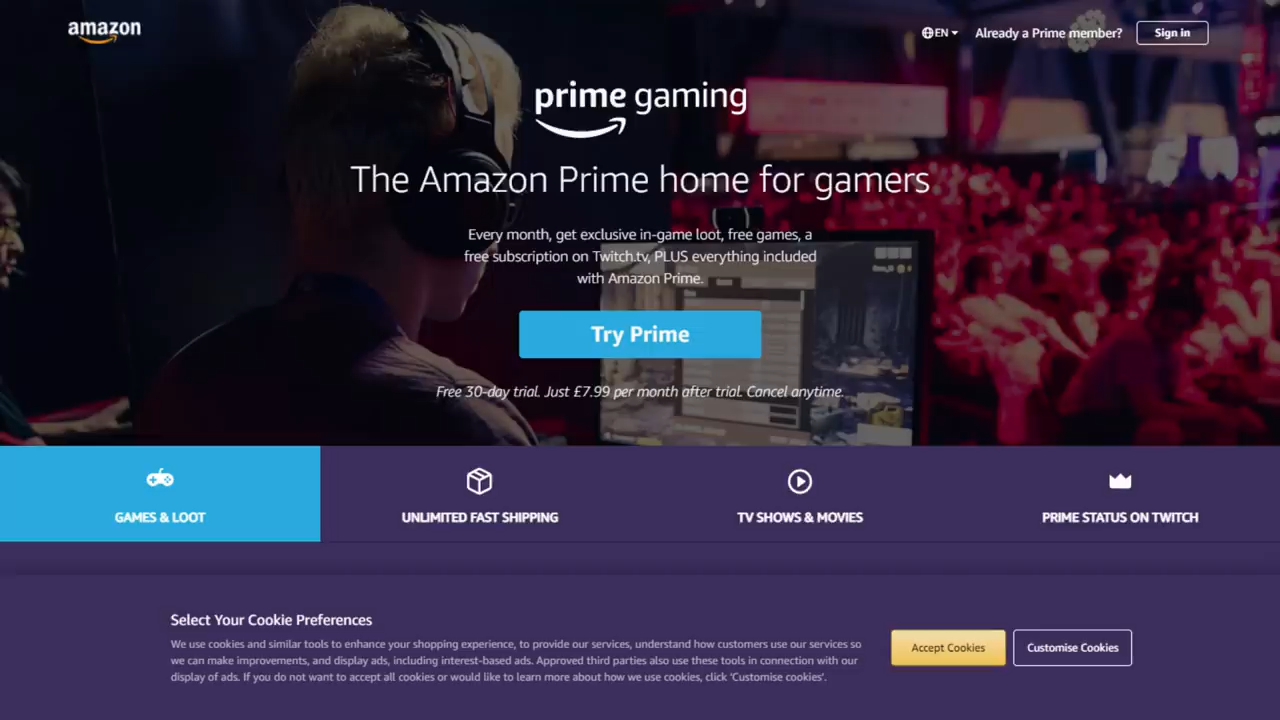 amazon
EN
Already a Prime member?
Sign in
prime gaming
The Amazon Prime home for gamers
Every month, get exclusive in-game loot, free games, a
free subscription on Twitch.tv, PLUS everything included
with Amazon Prime.
Try Prime
Free 30-day trial. Just £7.99 per month after trial. Cancel anytime.
GAMES & LOOT
UNLIMITED FAST SHIPPING
TV SHOWS & MOVIES
PRIME STATUS ON TWITCH
Select Your Cookie Preferences
We use cookies and similar tools to enhance your shopping experience, to provide our services, understand how customers use our services so
we can make improvements, and display ads, including interest-based ads. Approved third parties also use these tools in connection with our
display of ads. If you do not want to accept all cookies or would like to learn more about how we use cookies, click 'Customise cookies'.
Accept Cookies
Customise Cookies